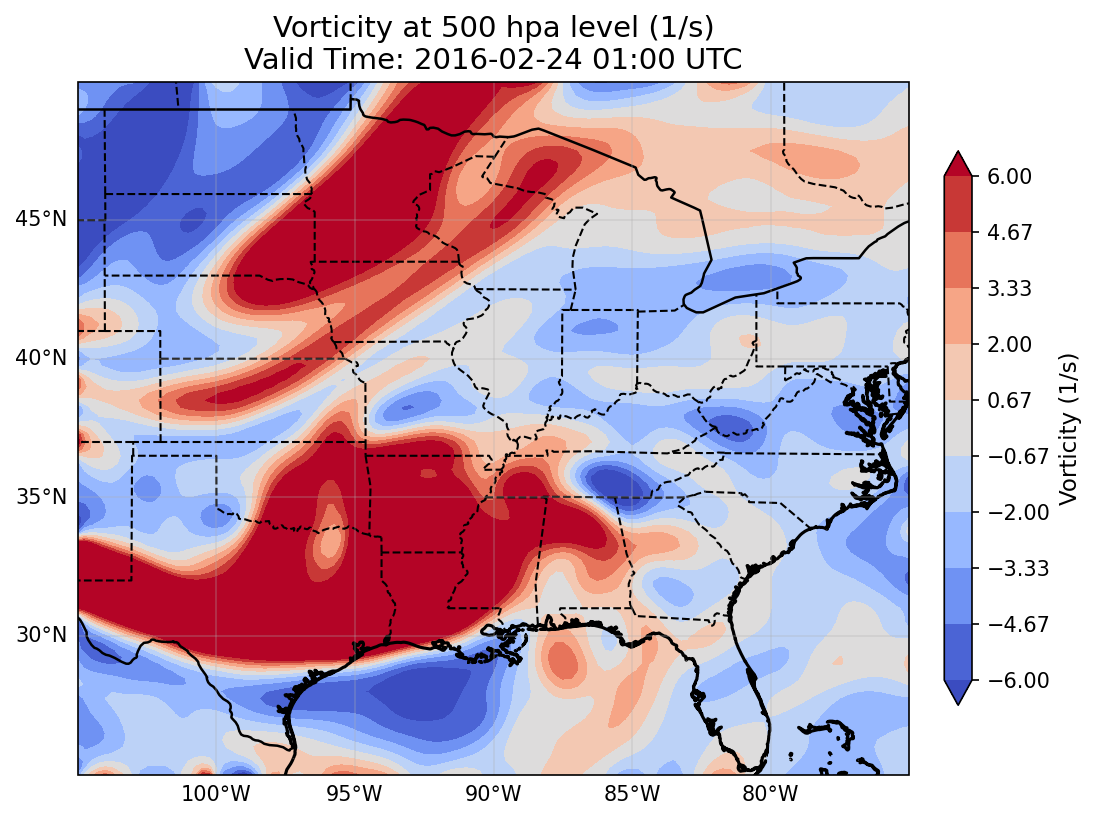 Vorticity at 500 hpa level (1/s)
Valid Time: 2016-02-24 01:00 UTC
45°N
40°N
35°N
30°N
100°W
95°W
90°W
85°W
80°W
6.00
4.67
3.33
2.00
0.67
−0.67
−2.00
−3.33
−4.67
−6.00
Vorticity (1/s)